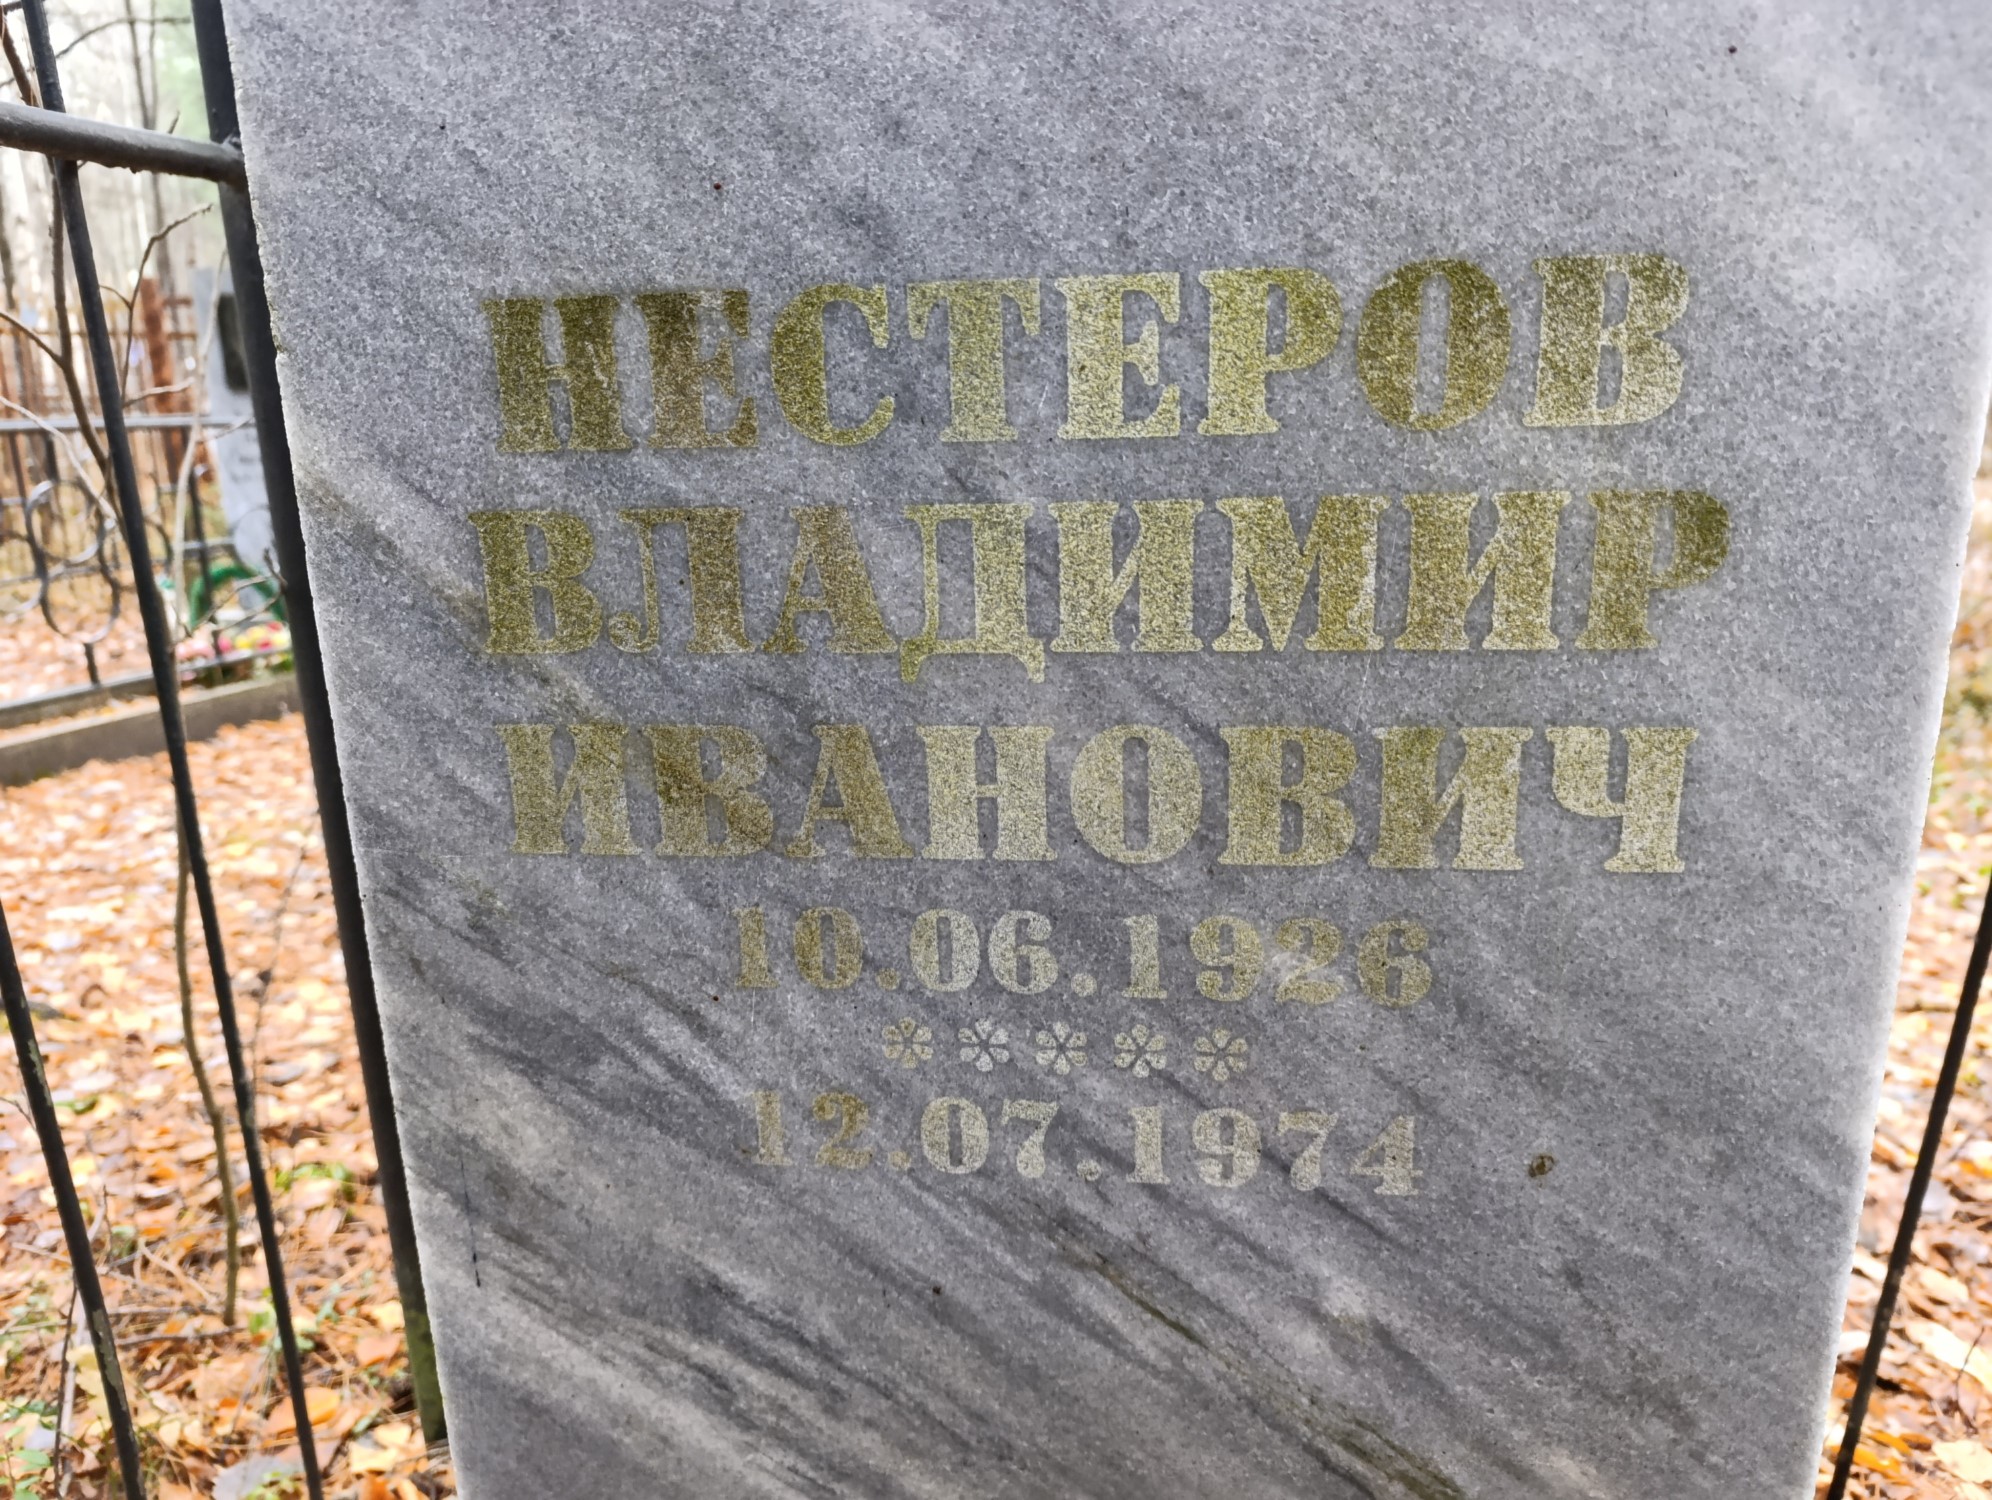 НЕСТЕРОВ
ВЛАДИМИР
ИВАНОВИЧ
10.06.1926
*****
12.07.1974